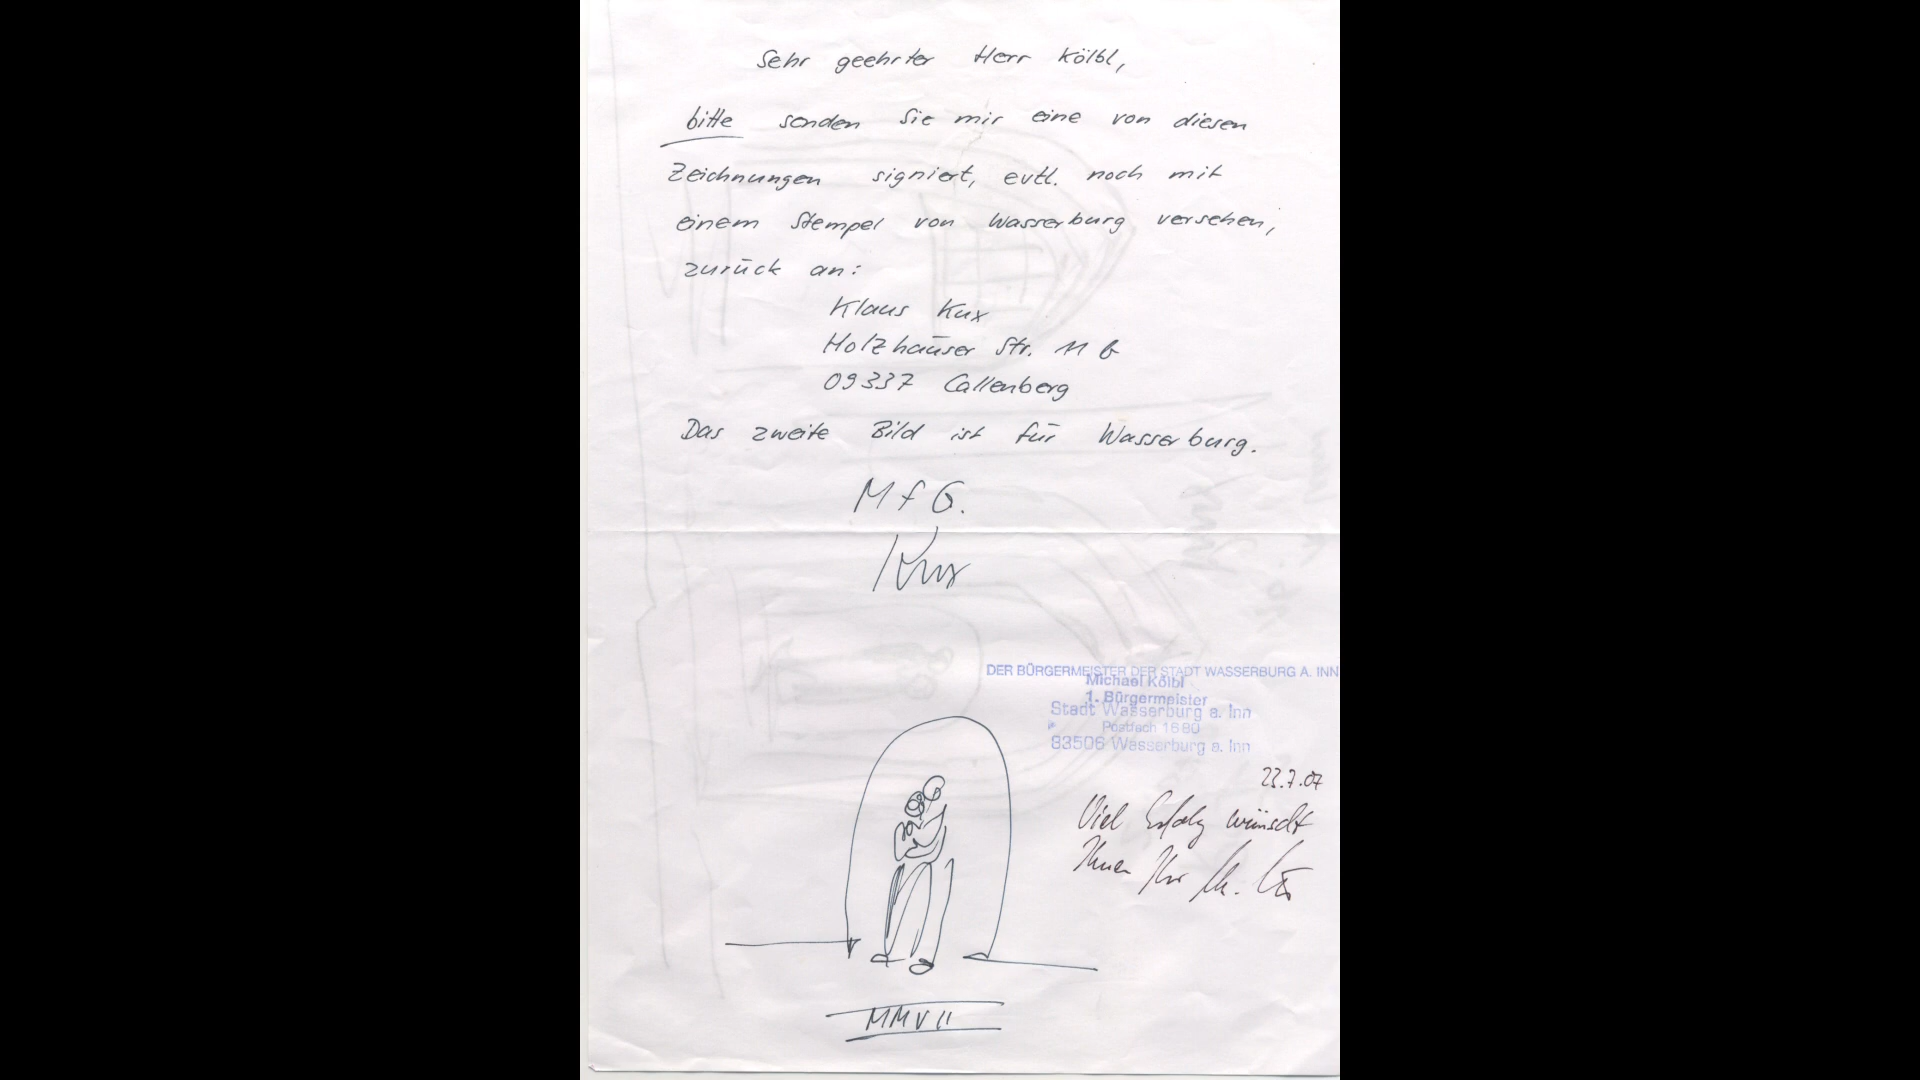 Sehr geehrter Herr Kölbl,
bitte senden Sie mir eine von diesen
Zeichnungen signiert, evtl. noch mit
einem Stempel von Wasserburg versehen,
zurück an:
Klaus Kux
Holzhäuser Str. 11 b
09337 Callenberg
Das zweite Bild ist für Wasserburg.
MfG.
Kux
DER BÜRGERMEISTER DER STADT WASSERBURG A. INN
Michael Kölbl
1. Bürgermeister
Stadt Wasserburg a. Inn
Postfach 1680
83506 Wasserburg a. Inn
23.7.07
Viel Erfolg wünscht
Ihnen Ihr M.
MMVII